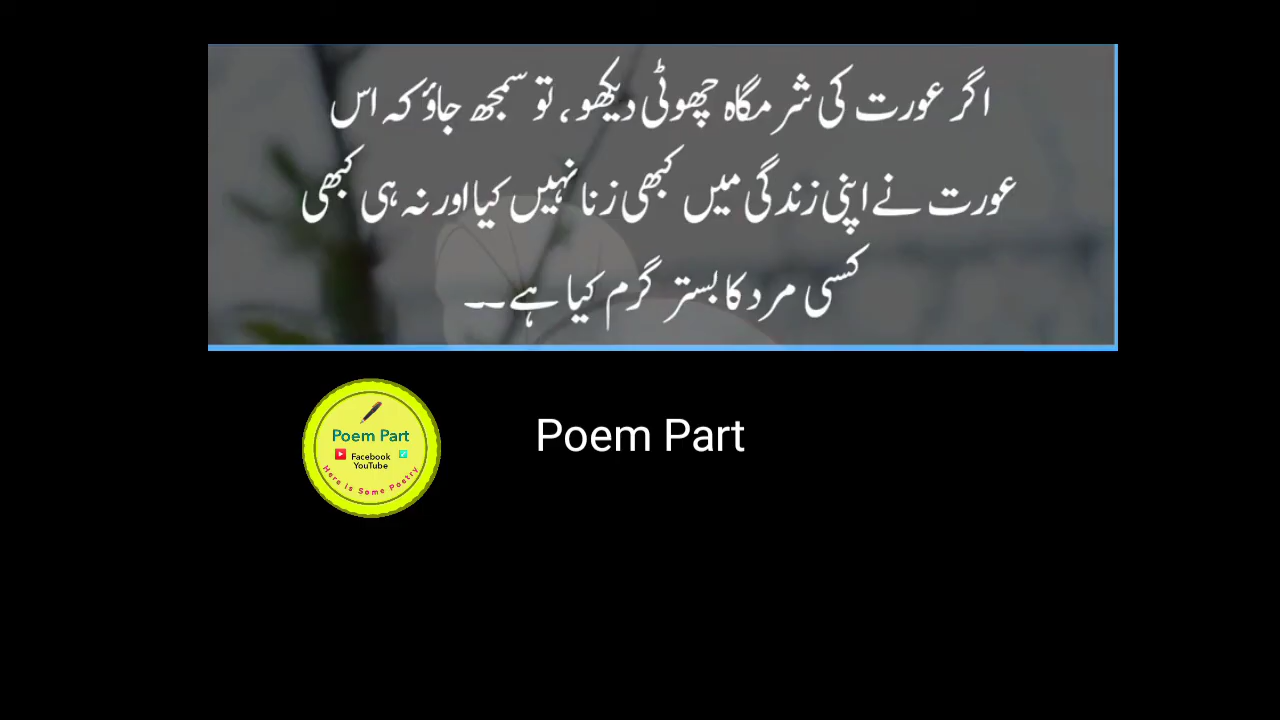 اگر عورت کی شرمگاہ چھوٹی دیکھو، تو سمجھ جاؤ کہ اس
عورت نے اپنی زندگی میں کبھی زنا نہیں کیا اور نہ ہی کبھی
کسی مرد کا بستر گرم کیا ہے۔۔
Poem Part
Facebook
YouTube
Here is Some Poetry
Poem Part